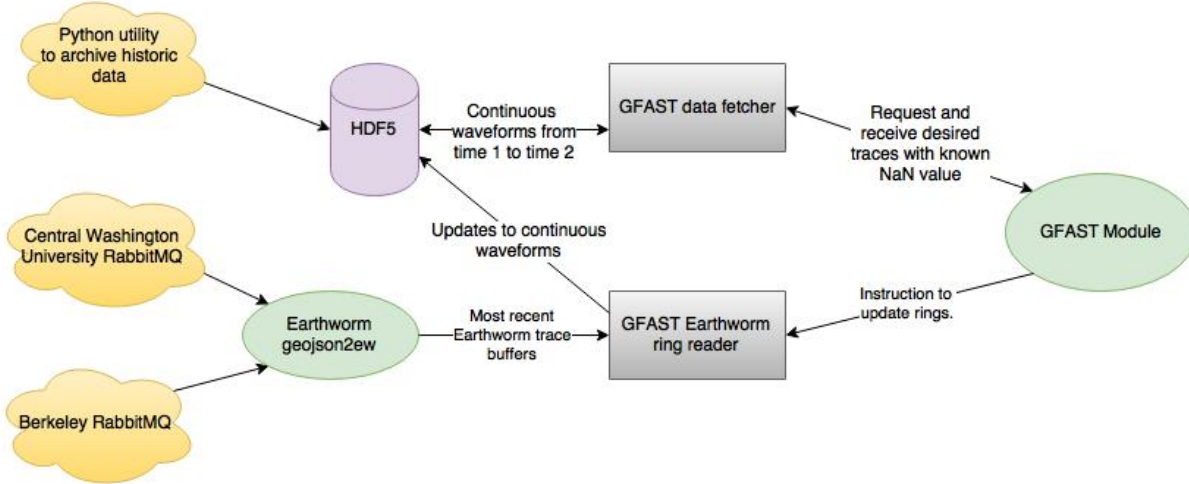 Python utility
to archive historic
data
HDF5
Continuous
waveforms from
time 1 to time 2
GFAST data fetcher
Request and
receive desired
traces with known
NaN value
GFAST Module
Central Washington
University RabbitMQ
Updates to continuous
waveforms
Earthworm
geojson2ew
Most recent
Earthworm trace
buffers
GFAST Earthworm
ring reader
Instruction to
update rings.
Berkeley RabbitMQ